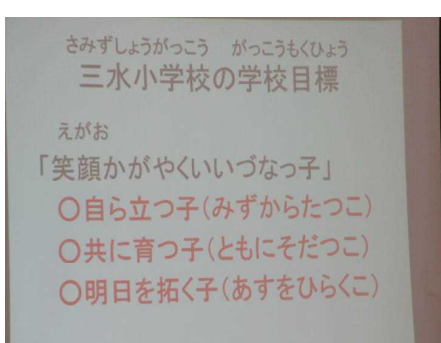 さみずしょうがっこう がっこうもくひょう
三水小学校の学校目標
えがお
「笑顔かがやくいいづなっ子」
○自ら立つ子(みずからたつこ)
○共に育つ子(ともにそだつこ)
○明日を拓く子(あすをひらくこ)